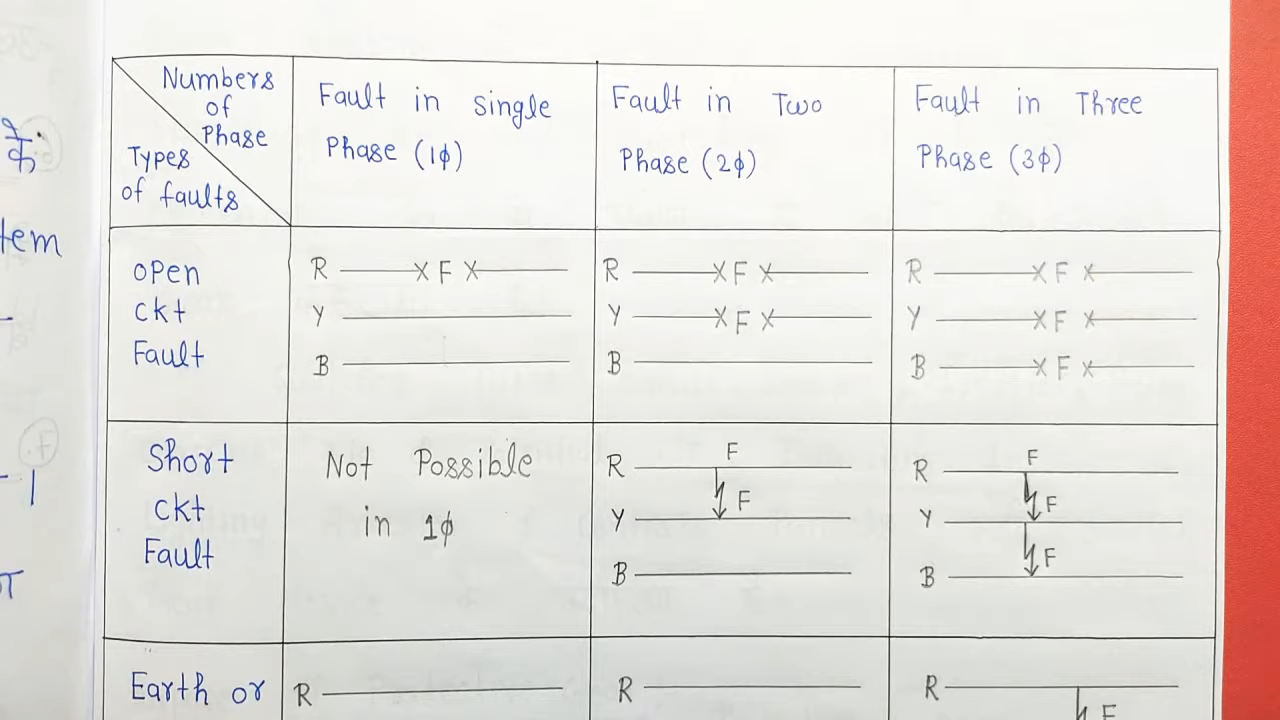 Numbers
of
Phase
Types
of faults
Fault in Single
Phase (1ϕ)
Fault in Two
Phase (2ϕ)
Fault in Three
Phase (3ϕ)
Open
Ckt
Fault
R X F X
Y
B
R X F X
Y X F X
B
R X F X
Y X F X
B X F X
Short
Ckt
Fault
Not Possible
in 1ϕ
R F
F
Y
B
R F
F
Y
F
B
Earth or
R
R
R
F
के
tem